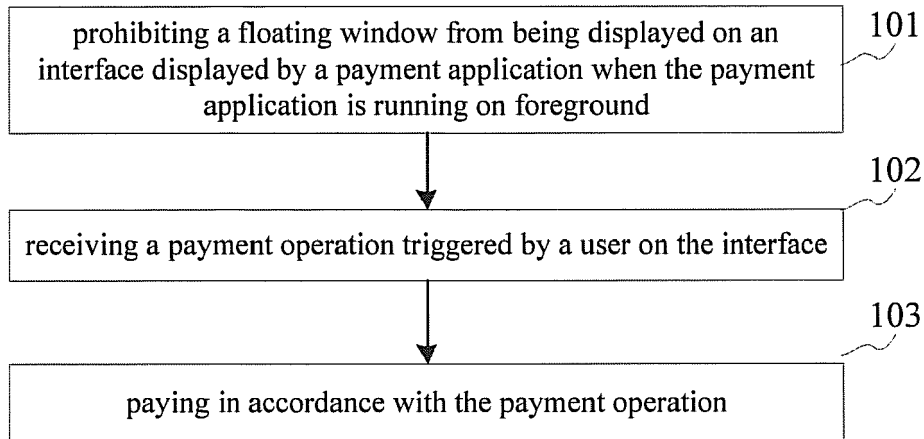 prohibiting a floating window from being displayed on an
interface displayed by a payment application when the payment
application is running on foreground
101
102
receiving a payment operation triggered by a user on the interface
103
paying in accordance with the payment operation